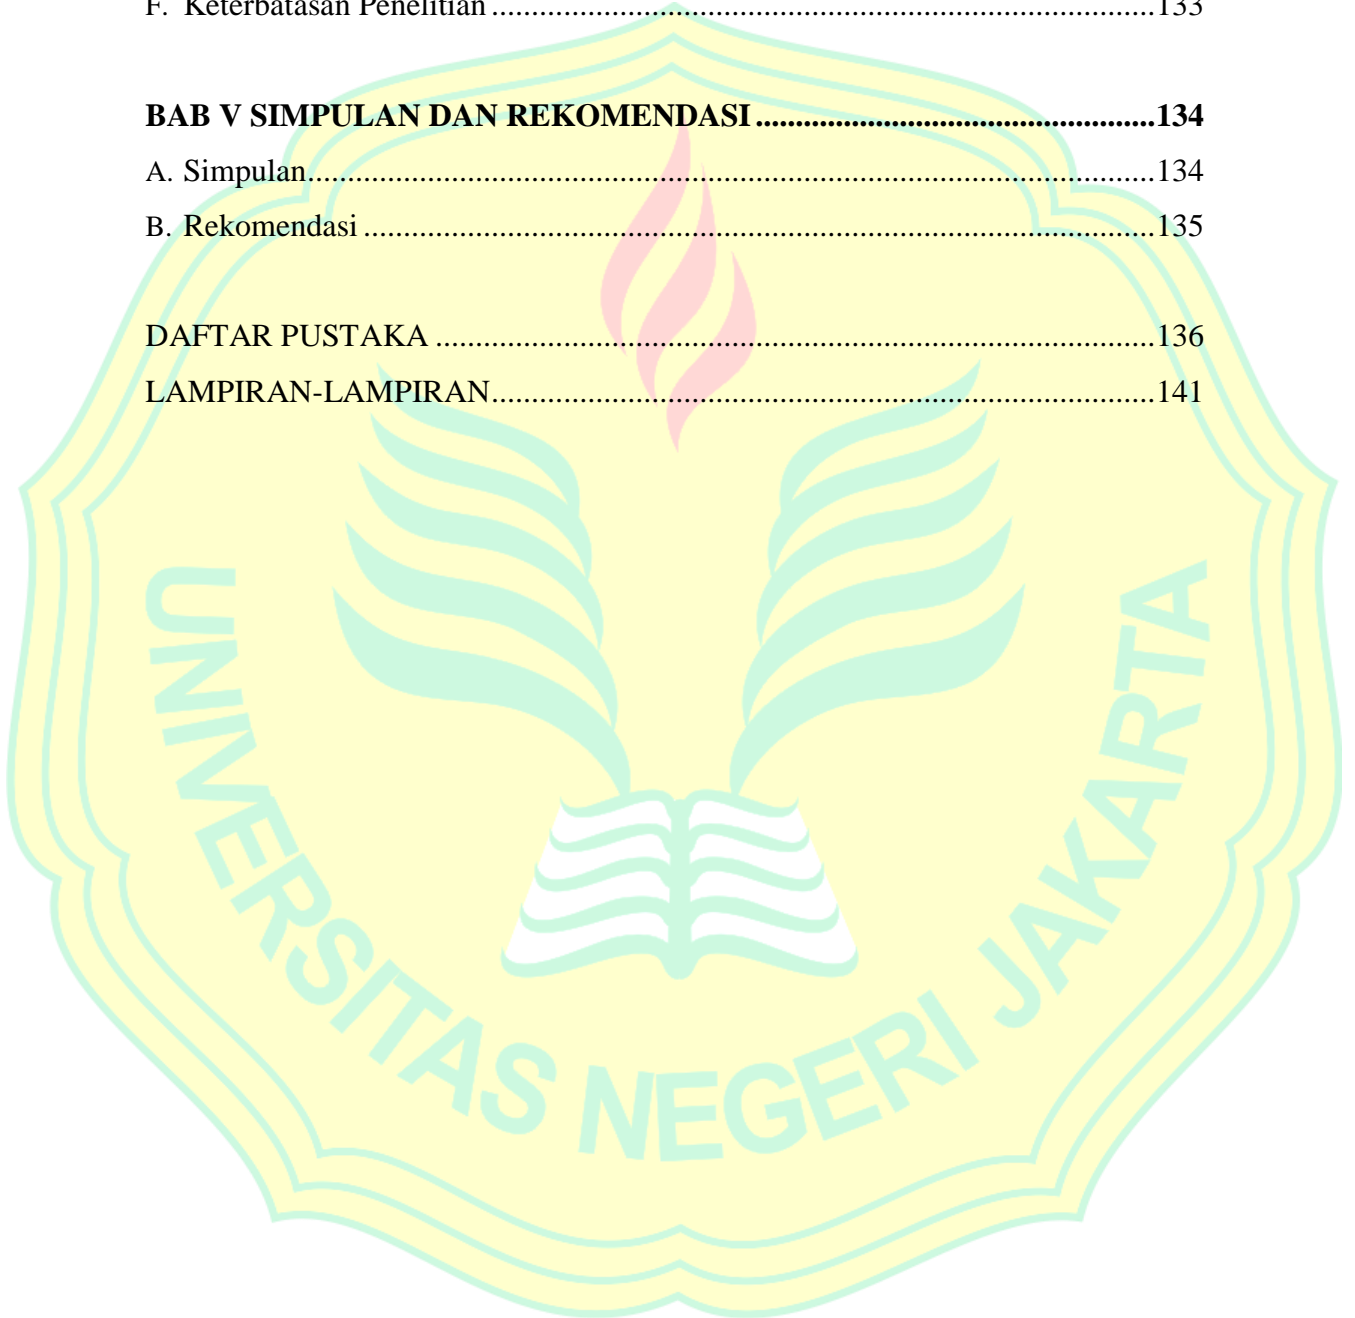 F. Keterbatasan Penelitian ...................................................................................133
BAB V SIMPULAN DAN REKOMENDASI ..................................................134
A. Simpulan..........................................................................................................134
B. Rekomendasi ...................................................................................................135
DAFTAR PUSTAKA ..........................................................................................136
LAMPIRAN-LAMPIRAN...................................................................................141
UNIVERSITAS NEGERI JAKARTA